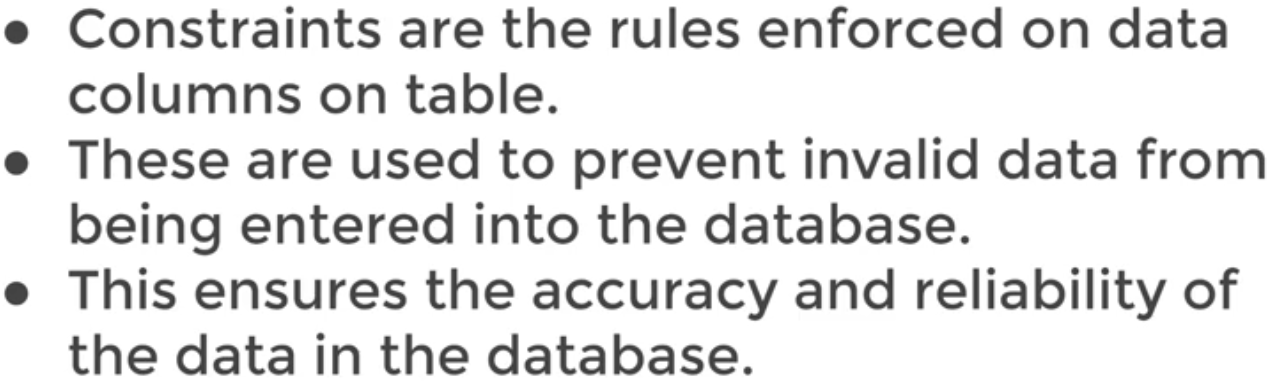 ● Constraints are the rules enforced on data
columns on table.
● These are used to prevent invalid data from
being entered into the database.
● This ensures the accuracy and reliability of
the data in the database.